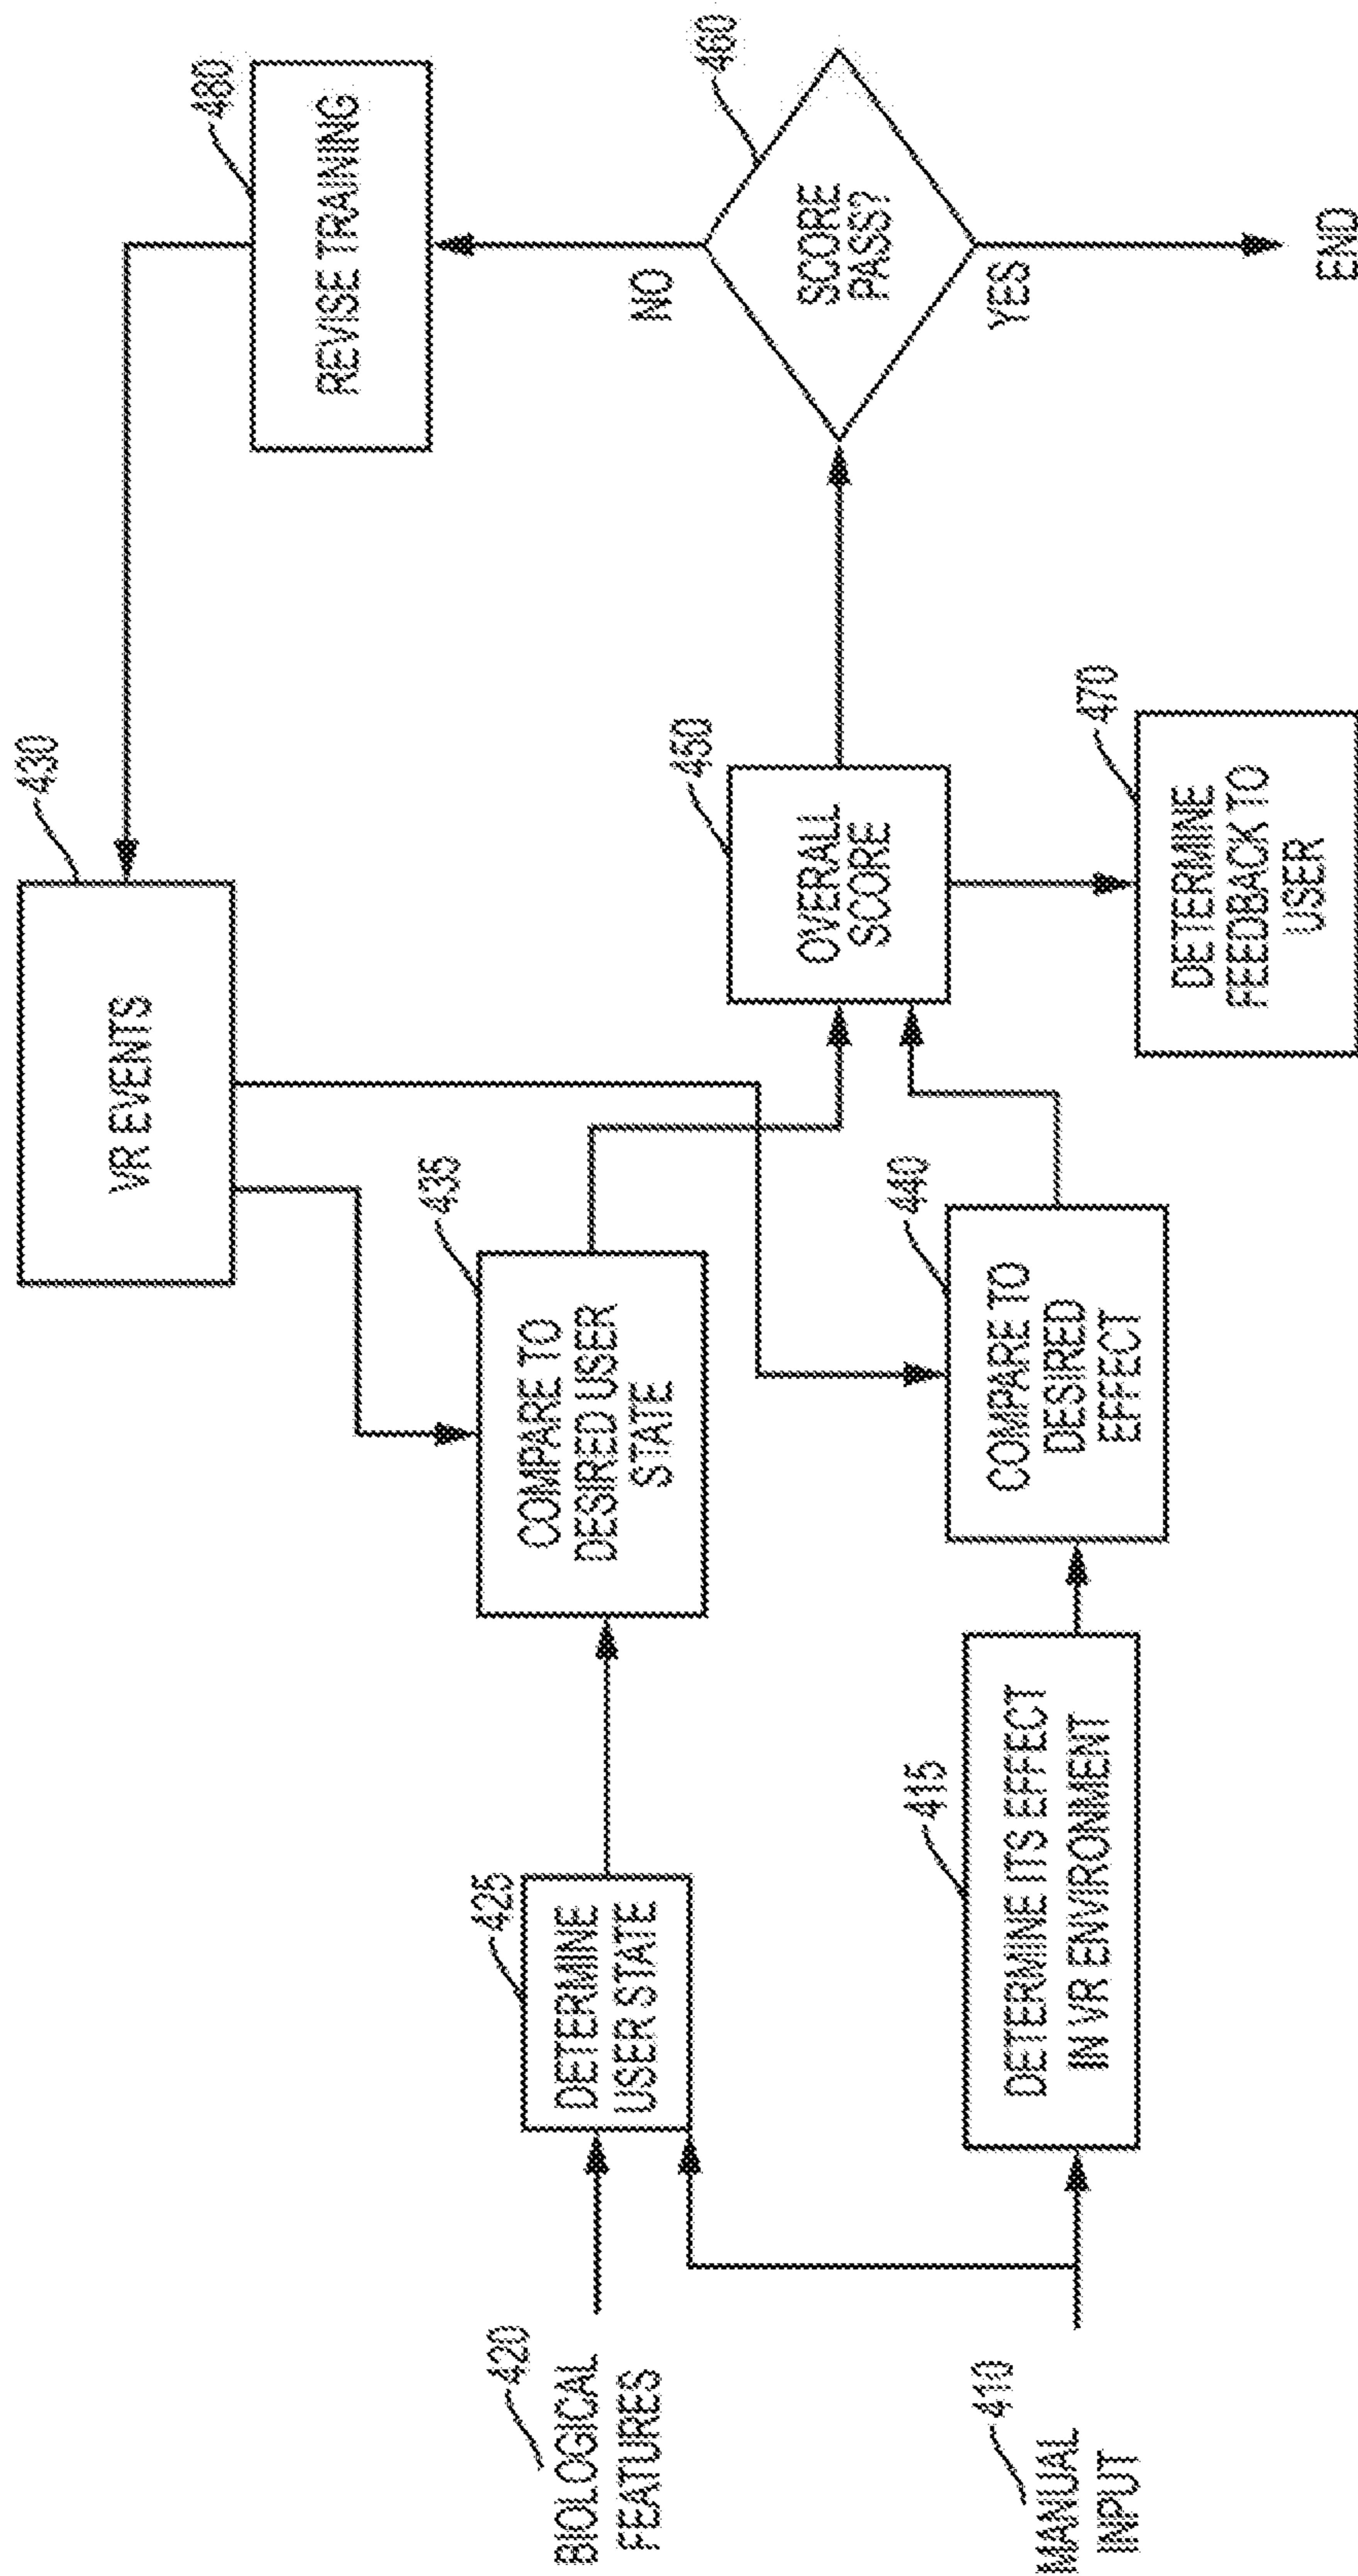 430
VR EVENTS
480
REVISE TRAINING
420
BIOLOGICAL
FEATURES
425
DETERMINE
USER STATE
435
COMPARE TO
DESIRED USER
STATE
450
OVERALL
SCORE
NO
460
SCORE
PASS?
YES
END
410
MANUAL
INPUT
415
DETERMINE ITS EFFECT
IN VR ENVIRONMENT
440
COMPARE TO
DESIRED
EFFECT
470
DETERMINE
FEEDBACK TO
USER